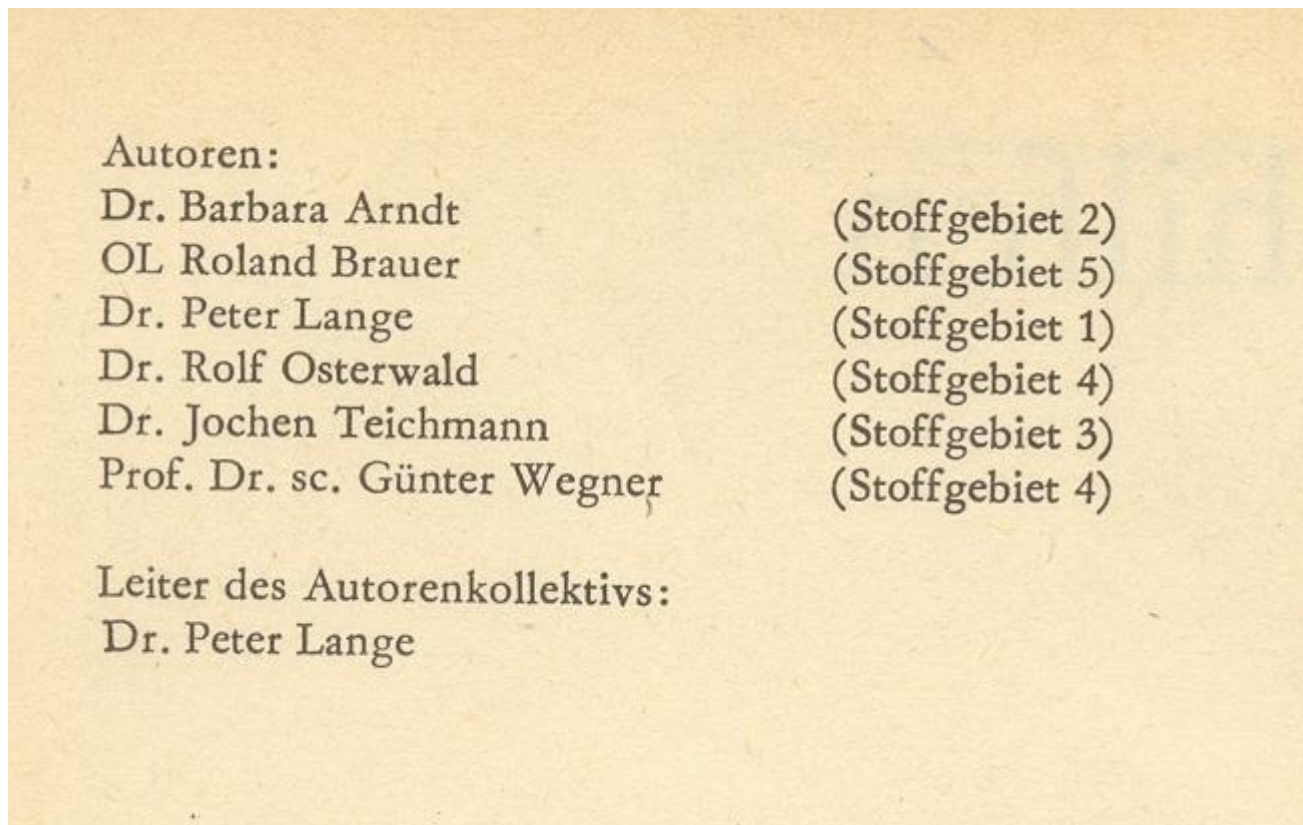 Autoren:
Dr. Barbara Arndt (Stoffgebiet 2)
OL Roland Brauer (Stoffgebiet 5)
Dr. Peter Lange (Stoffgebiet 1)
Dr. Rolf Osterwald (Stoffgebiet 4)
Dr. Jochen Teichmann (Stoffgebiet 3)
Prof. Dr. sc. Günter Wegner (Stoffgebiet 4)
Leiter des Autorenkollektivs:
Dr. Peter Lange